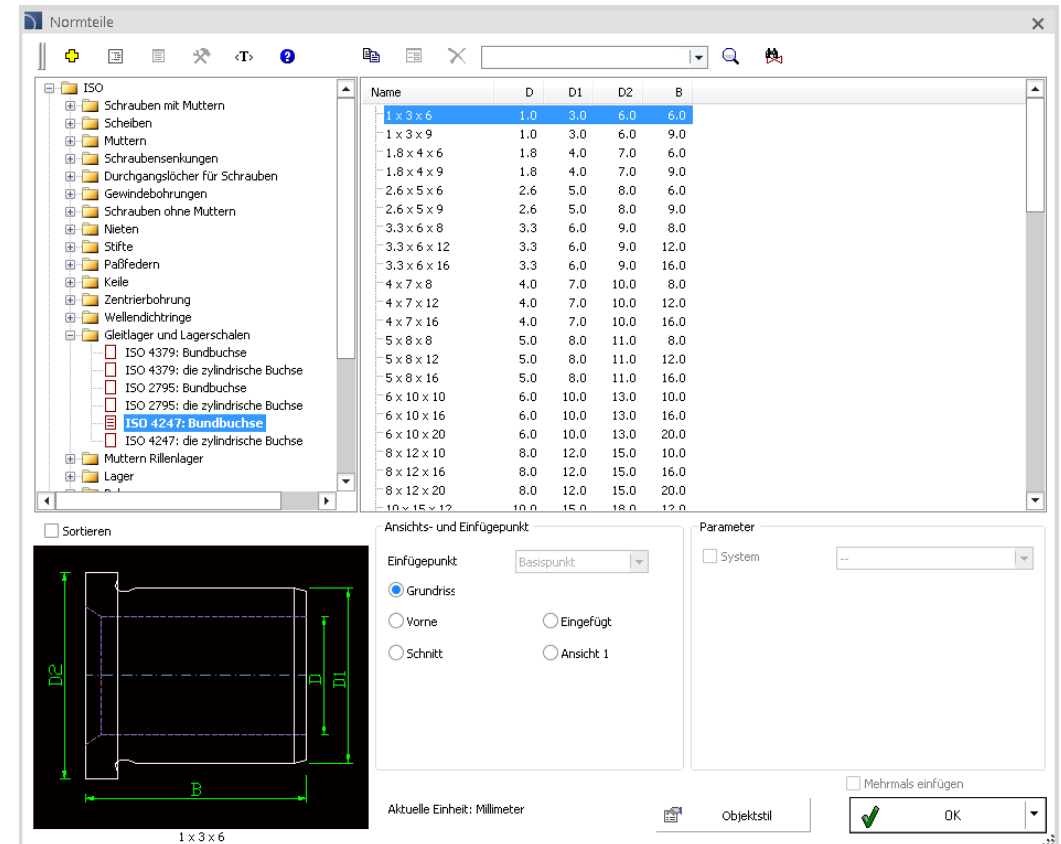 Normteile
‹T›
ISO
Schrauben mit Muttern
Scheiben
Muttern
Schraubensenkungen
Durchgangslöcher für Schrauben
Gewindebohrungen
Schrauben ohne Muttern
Nieten
Stifte
Paßfedern
Keile
Zentrierbohrung
Wellendichtringe
Gleitlager und Lagerschalen
ISO 4379: Bundbuchse
ISO 4379: die zylindrische Buchse
ISO 2795: Bundbuchse
ISO 2795: die zylindrische Buchse
ISO 4247: Bundbuchse
ISO 4247: die zylindrische Buchse
Muttern Rillenlager
Lager
Name D D1 D2 B
1 x 3 x 6 1.0 3.0 6.0 6.0
1 x 3 x 9 1.0 3.0 6.0 9.0
1.8 x 4 x 6 1.8 4.0 7.0 6.0
1.8 x 4 x 9 1.8 4.0 7.0 9.0
2.6 x 5 x 6 2.6 5.0 8.0 6.0
2.6 x 5 x 9 2.6 5.0 8.0 9.0
3.3 x 6 x 8 3.3 6.0 9.0 8.0
3.3 x 6 x 12 3.3 6.0 9.0 12.0
3.3 x 6 x 16 3.3 6.0 9.0 16.0
4 x 7 x 8 4.0 7.0 10.0 8.0
4 x 7 x 12 4.0 7.0 10.0 12.0
4 x 7 x 16 4.0 7.0 10.0 16.0
5 x 8 x 8 5.0 8.0 11.0 8.0
5 x 8 x 12 5.0 8.0 11.0 12.0
5 x 8 x 16 5.0 8.0 11.0 16.0
6 x 10 x 10 6.0 10.0 13.0 10.0
6 x 10 x 16 6.0 10.0 13.0 16.0
6 x 10 x 20 6.0 10.0 13.0 20.0
8 x 12 x 10 8.0 12.0 15.0 10.0
8 x 12 x 16 8.0 12.0 15.0 16.0
8 x 12 x 20 8.0 12.0 15.0 20.0
10 x 15 x 12 10.0 15.0 18.0 12.0
Sortieren
D2
D
D1
B
1 x 3 x 6
Ansichts- und Einfügepunkt
Einfügepunkt Basispunkt
Grundriss
Vorne Eingefügt
Schnitt Ansicht 1
Parameter
System --
Mehrmals einfügen
Aktuelle Einheit: Millimeter
Objektstil
OK